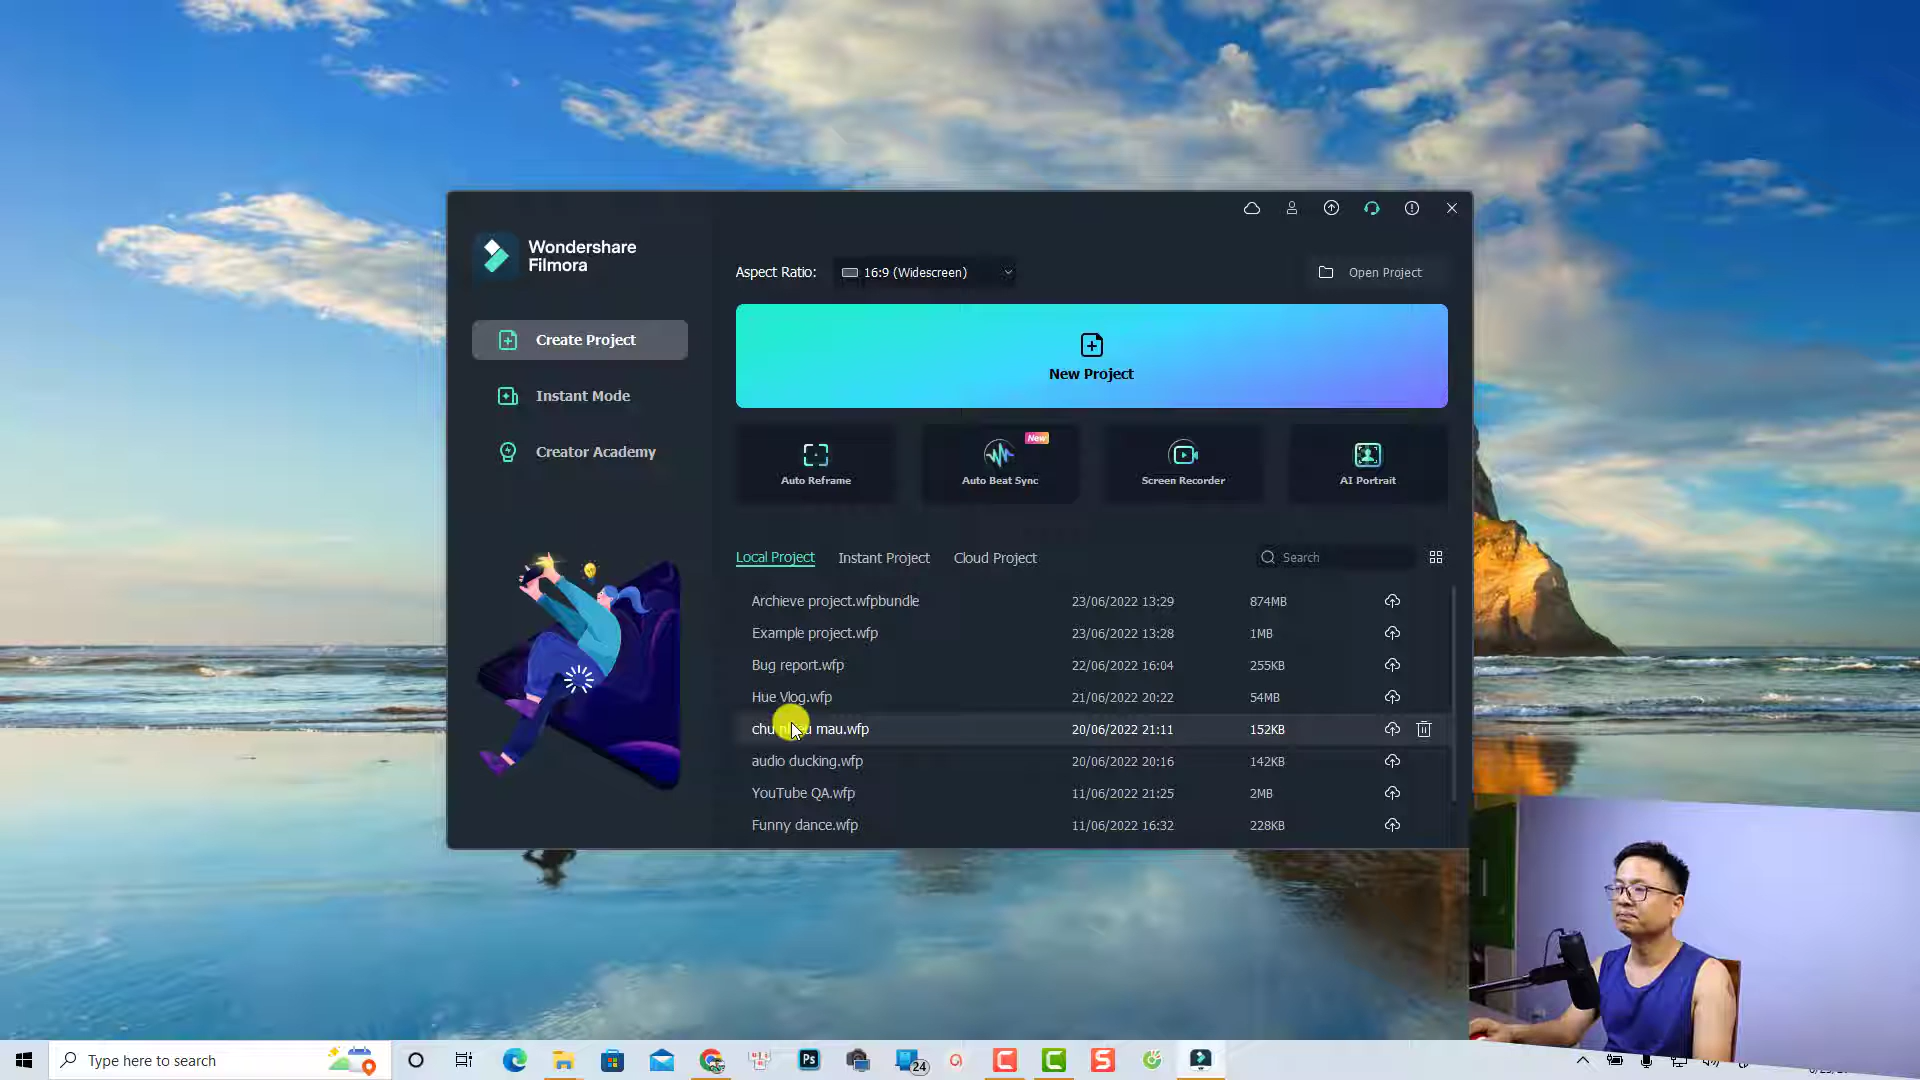 Wondershare
Filmora
Create Project
Instant Mode
Creator Academy
Aspect Ratio: 16:9 (Widescreen) Open Project
New Project
Auto Reframe
New
Auto Beat Sync
Screen Recorder
AI Portrait
Local Project Instant Project Cloud Project Search
Archieve project.wfpbundle 23/06/2022 13:29 874MB
Example project.wfp 23/06/2022 13:28 1MB
Bug report.wfp 22/06/2022 16:04 255KB
Hue Vlog.wfp 21/06/2022 20:22 54MB
chu mau.wfp 20/06/2022 21:11 152KB
audio ducking.wfp 20/06/2022 20:16 142KB
YouTube QA.wfp 11/06/2022 21:25 2MB
Funny dance.wfp 11/06/2022 16:32 228KB
Type here to search Ps 24 C C S